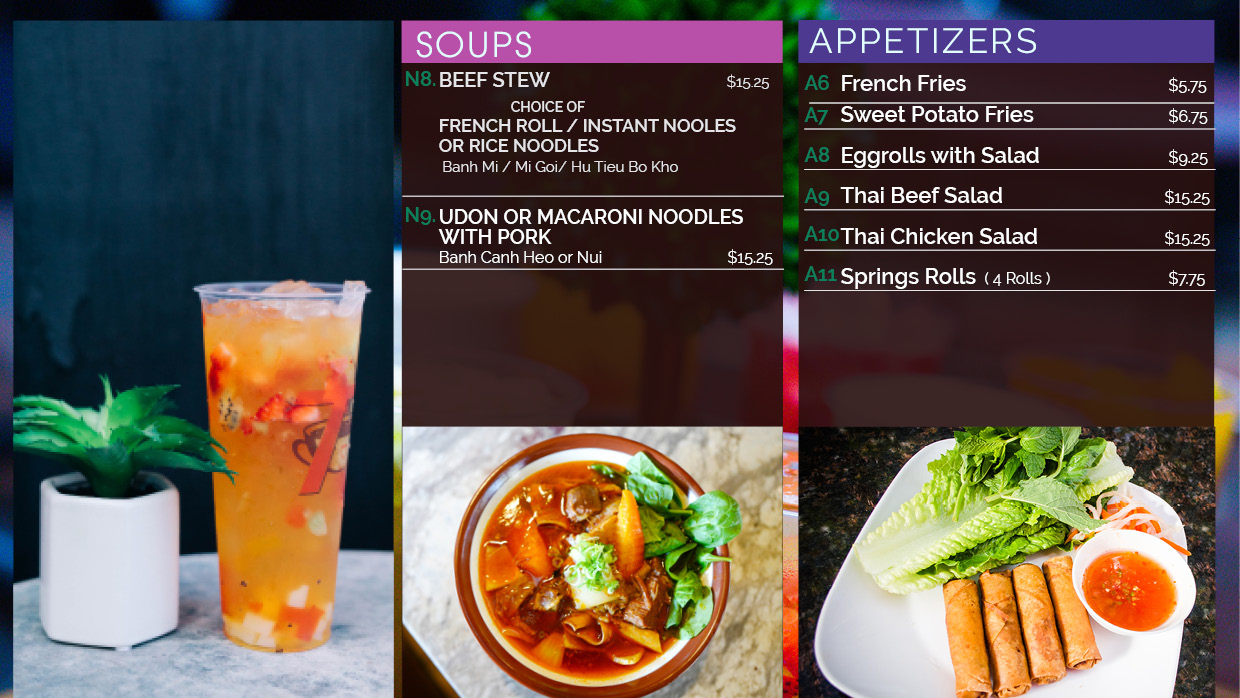 SOUPS
N8. BEEF STEW $15.25
CHOICE OF
FRENCH ROLL / INSTANT NOOLES
OR RICE NOODLES
Banh Mi / Mi Goi/ Hu Tieu Bo Kho
N9. UDON OR MACARONI NOODLES
WITH PORK
Banh Canh Heo or Nui $15.25
APPETIZERS
A6 French Fries $5.75
A7 Sweet Potato Fries $6.75
A8 Eggrolls with Salad $9.25
A9 Thai Beef Salad $15.25
A10 Thai Chicken Salad $15.25
A11 Springs Rolls ( 4 Rolls ) $7.75
7